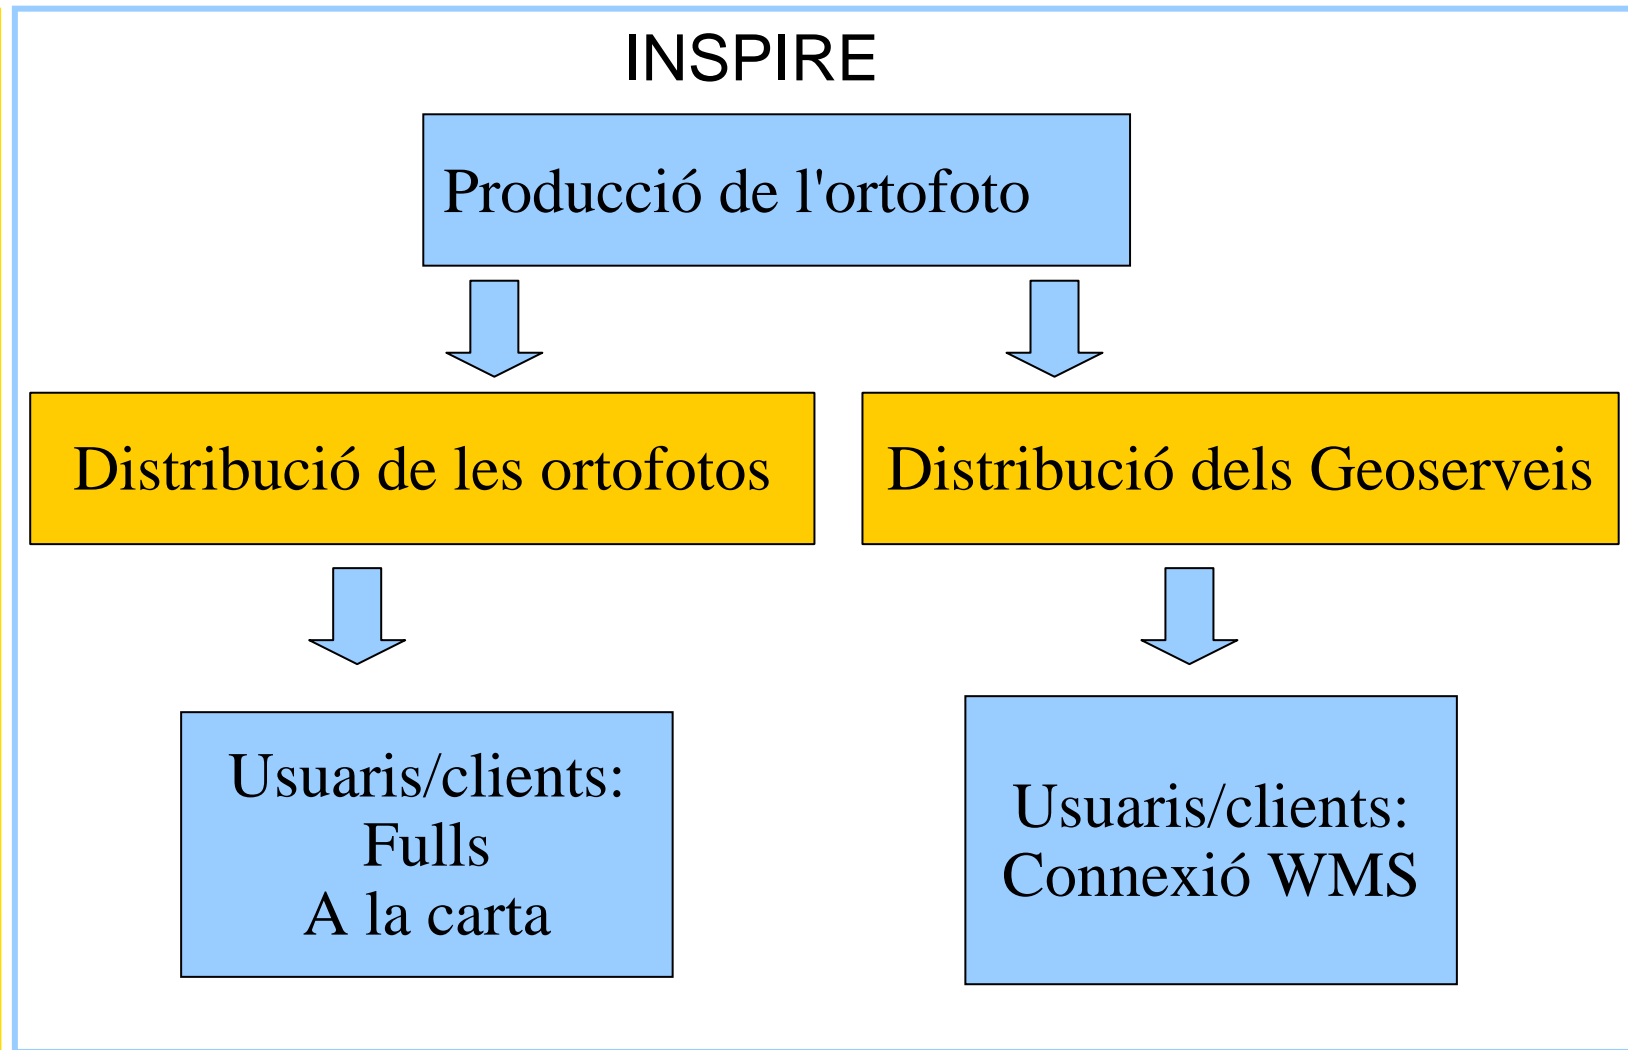 INSPIRE
Producció de l'ortofoto
Distribució de les ortofotos
Distribució dels Geoserveis
Usuaris/clients:
Fulls
A la carta
Usuaris/clients:
Connexió WMS